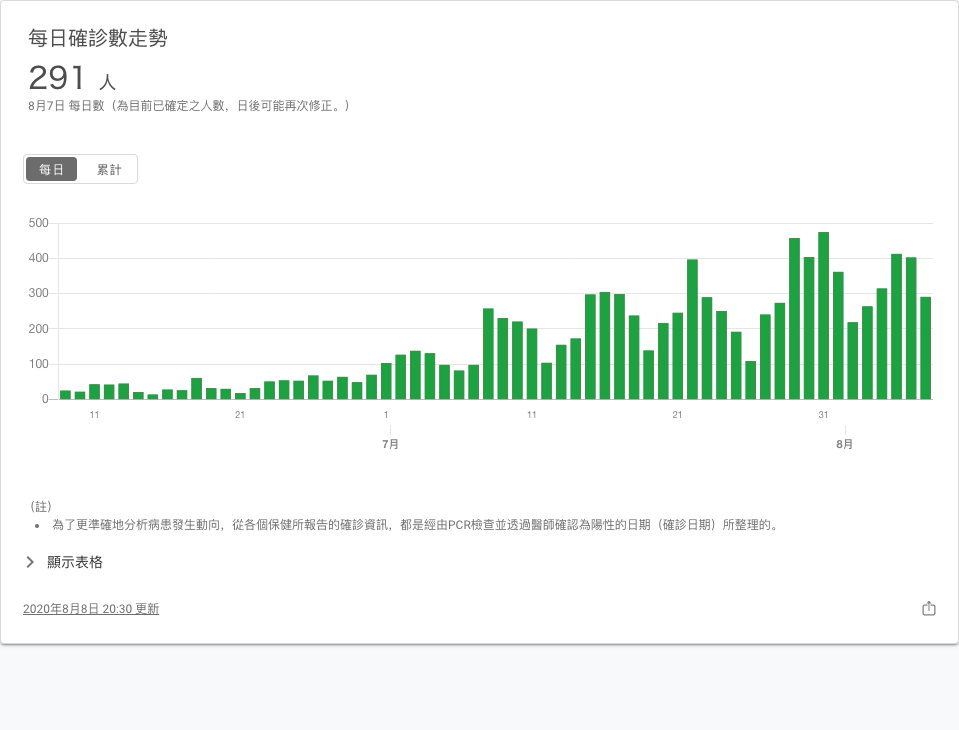 每日確診數走勢
291 人
8月7日 每日數（為目前已確定之人數，日後可能再次修正。）
每日 累計
500
400
300
200
100
0
11 21 1 11 21 31
7月 8月
（註）
• 為了更準確地分析病患發生動向，從各個保健所報告的確診資訊，都是經由PCR檢查並透過醫師確認為陽性的日期（確診日期）所整理的。
顯示表格
2020年8月8日 20:30 更新